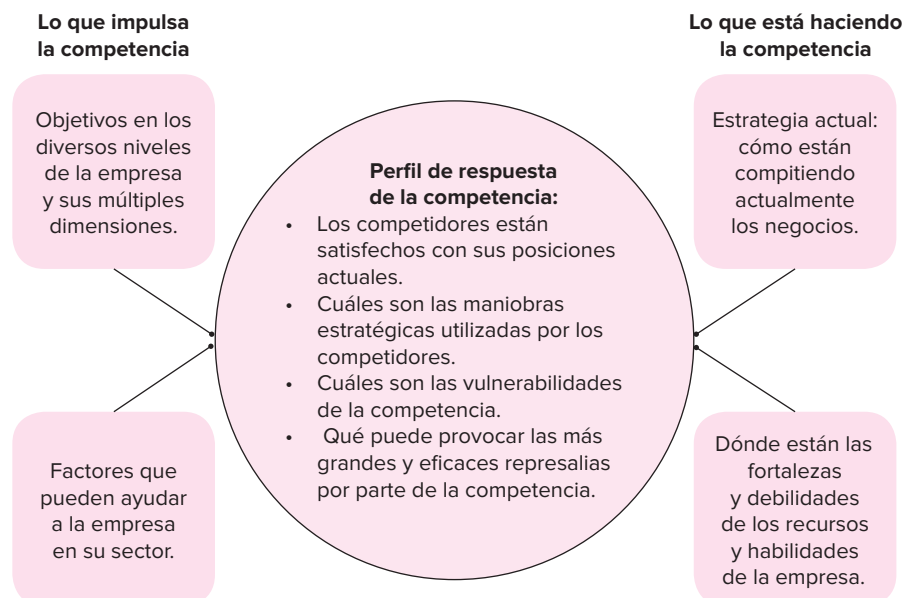 Lo que impulsa
la competencia
Objetivos en los
diversos niveles
de la empresa
y sus múltiples
dimensiones.
Factores que
pueden ayudar
a la empresa
en su sector.
Perfil de respuesta
de la competencia:
• Los competidores están
satisfechos con sus posiciones
actuales.
• Cuáles son las maniobras
estratégicas utilizadas por los
competidores.
• Cuáles son las vulnerabilidades
de la competencia.
• Qué puede provocar las más
grandes y eficaces represalias
por parte de la competencia.
Lo que está haciendo
la competencia
Estrategia actual:
cómo están
compitiendo
actualmente
los negocios.
Dónde están las
fortalezas
y debilidades
de los recursos
y habilidades
de la empresa.